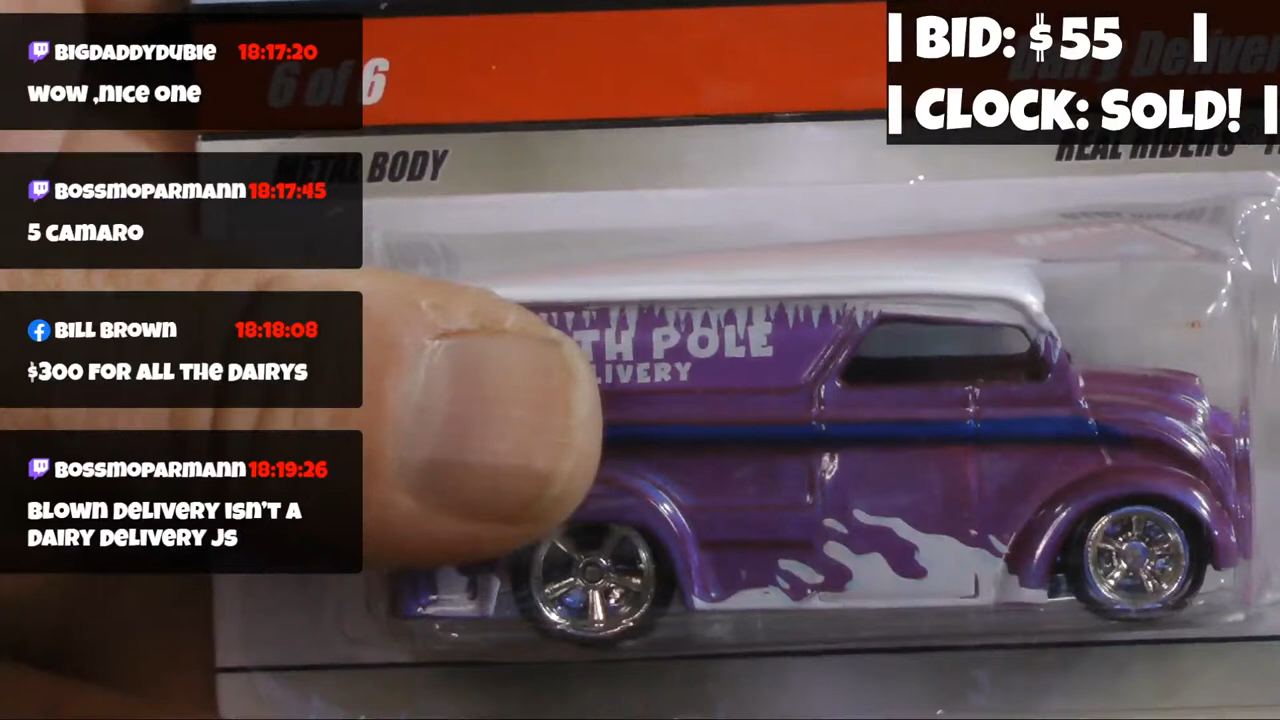 BIGDADDYDUBIE 18:17:20
WOW ,NICE ONE
BOSSMOPARMANN 18:17:45
5 CAMARO
BILL BROWN 18:18:08
$300 FOR ALL THE DAIRYS
BOSSMOPARMANN 18:19:26
BLOWN DELIVERY ISN'T A
DAIRY DELIVERY JS
| BID: $55 |
| CLOCK: SOLD! |
6 of 6
METAL BODY
Dairy Deliver
REAL RIDERS®
TH POLE
LIVERY